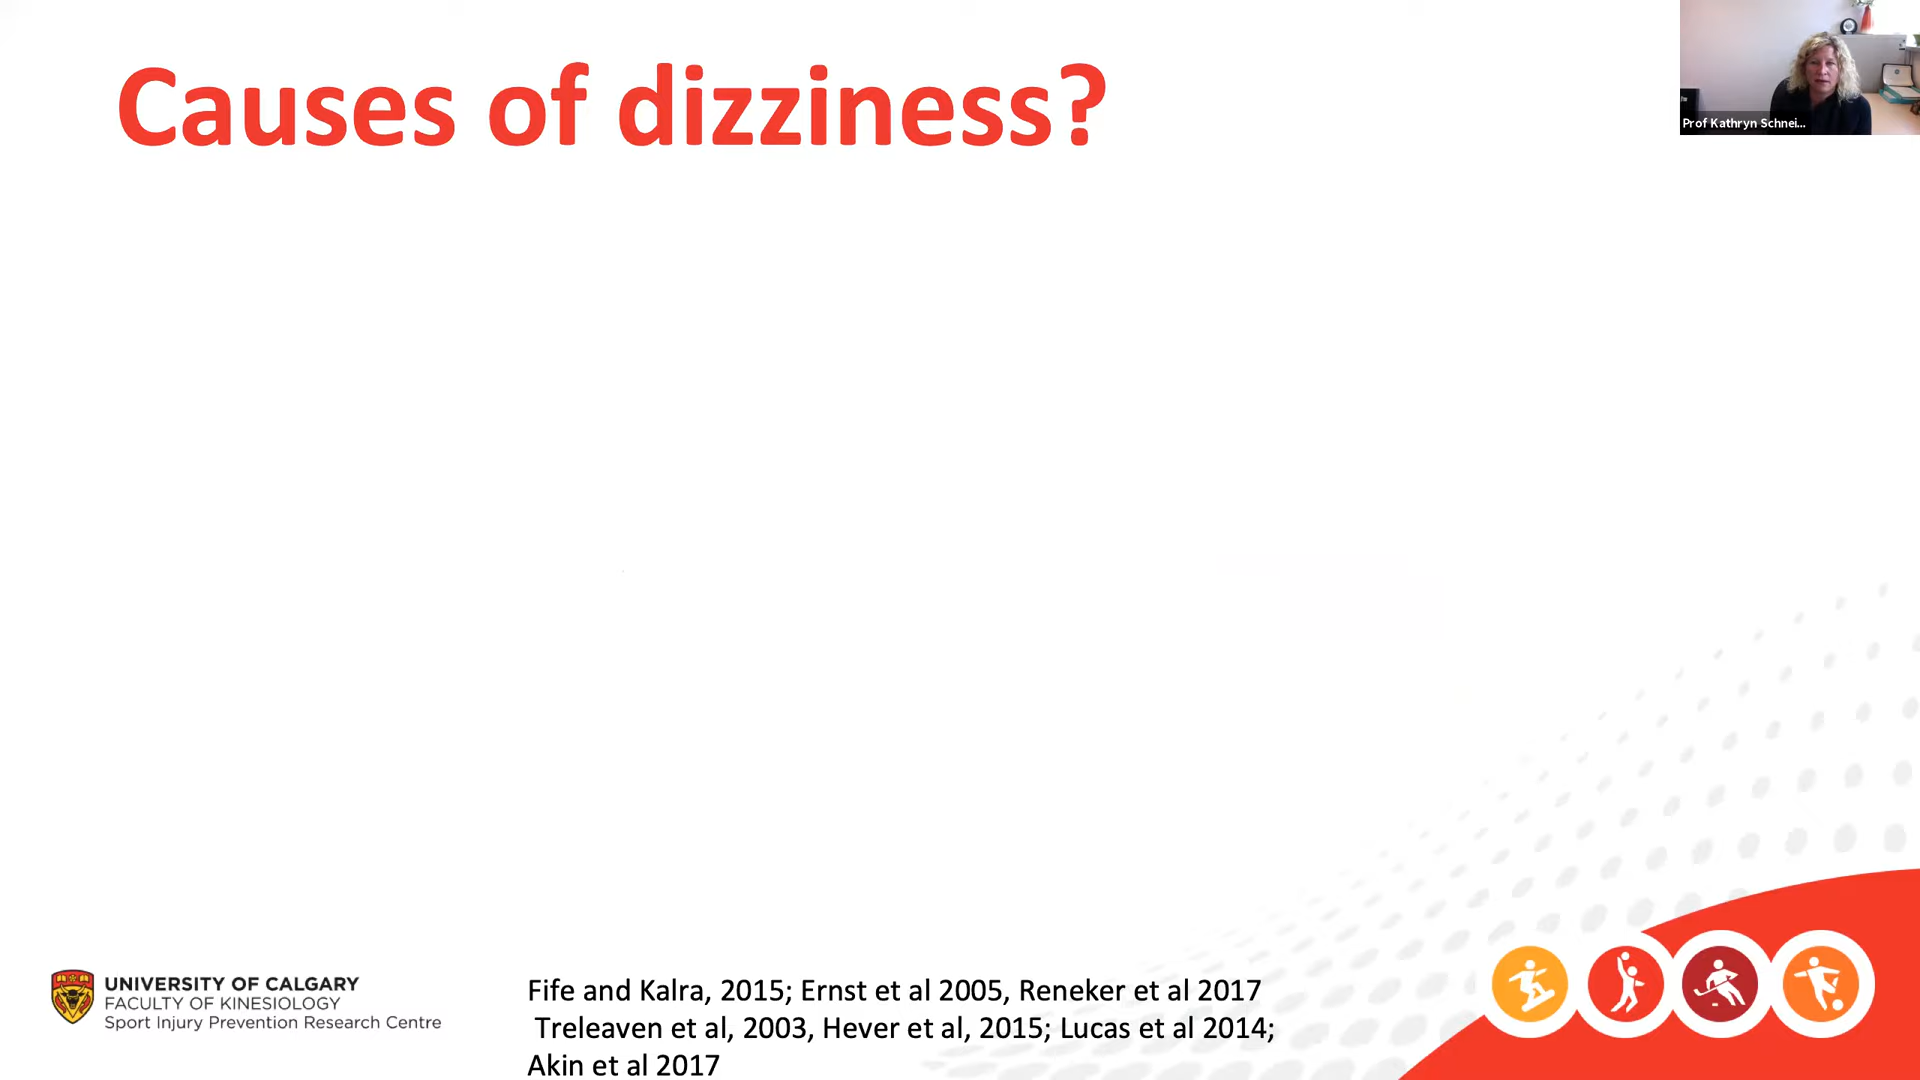 Causes of dizziness?
Prof Kathryn Schnei...
UNIVERSITY OF CALGARY
FACULTY OF KINESIOLOGY
Sport Injury Prevention Research Centre
Fife and Kalra, 2015; Ernst et al 2005, Reneker et al 2017
Treleaven et al, 2003, Hever et al, 2015; Lucas et al 2014;
Akin et al 2017